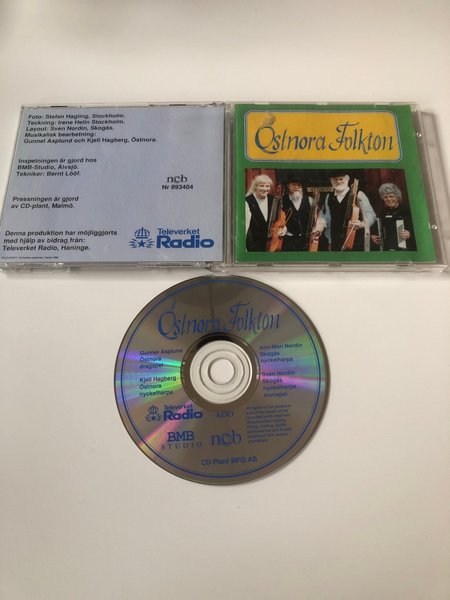 Foto: Stefan Hagling, Stockholm.
Teckning: Irene Helin Stockholm.
Layout: Sven Nordin, Skogås.
Musikalisk bearbetning:
Gunnel Asplund och Kjell Hagberg, Östnora.
Inspelningen är gjord hos
BMB-Studio, Älvsjö.
Tekniker: Bernt Lööf.
ncb
Nr 893404
Pressningen är gjord
av CD-plant, Malmö.
Denna produktion har möjliggjorts
med hjälp av bidrag från:
Televerket Radio, Haninge.
Televerket
Radio
Östnora Folkton
Östnora Folkton
Gunnel Asplund
Östnora
dragspel
Kjell Hagberg
Östnora
nyckelharpa
Ann-Mari Nordin
Skogås
nyckelharpa
Sven Nordin
Skogås
nyckelharpa
munspel
Televerket
Radio
ADD
BMB
STUDIO
ncb
CD Plant MFG AB